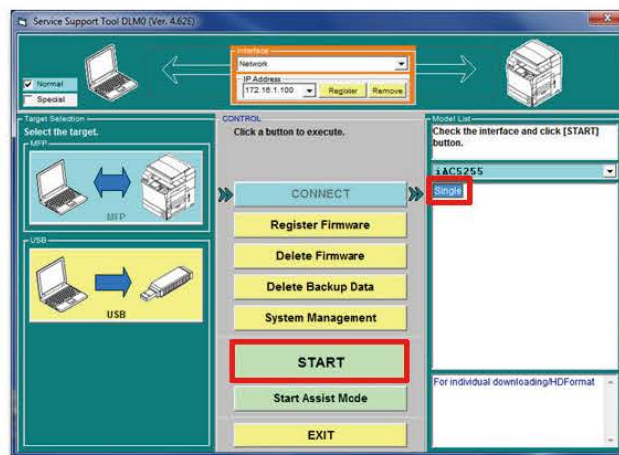 Service Support Tool DLM0 (Ver. 4.62E)
Normal
Special
Interface
Network
IP Address
172.16.1.100
Register
Remove
Target Selection
Select the target.
MFP
MFP
USB
USB
CONTROL
Click a button to execute.
CONNECT
Register Firmware
Delete Firmware
Delete Backup Data
System Management
START
Start Assist Mode
EXIT
Model List
Check the interface and click [START]
button.
iAC5255
Single
For individual downloading/HDFormat